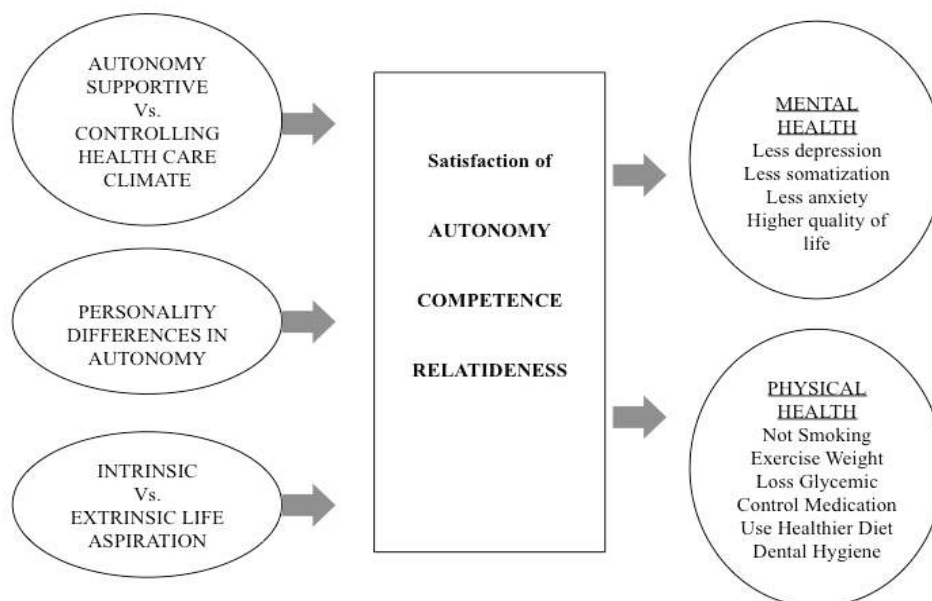 AUTONOMY
SUPPORTIVE
Vs.
CONTROLLING
HEALTH CARE
CLIMATE
PERSONALITY
DIFFERENCES IN
AUTONOMY
INTRINSIC
Vs.
EXTRINSIC LIFE
ASPIRATION
Satisfaction of
AUTONOMY
COMPETENCE
RELATIDENESS
MENTAL
HEALTH
Less depression
Less somatization
Less anxiety
Higher quality of
life
PHYSICAL
HEALTH
Not Smoking
Exercise Weight
Loss Glycemic
Control Medication
Use Healthier Diet
Dental Hygiene